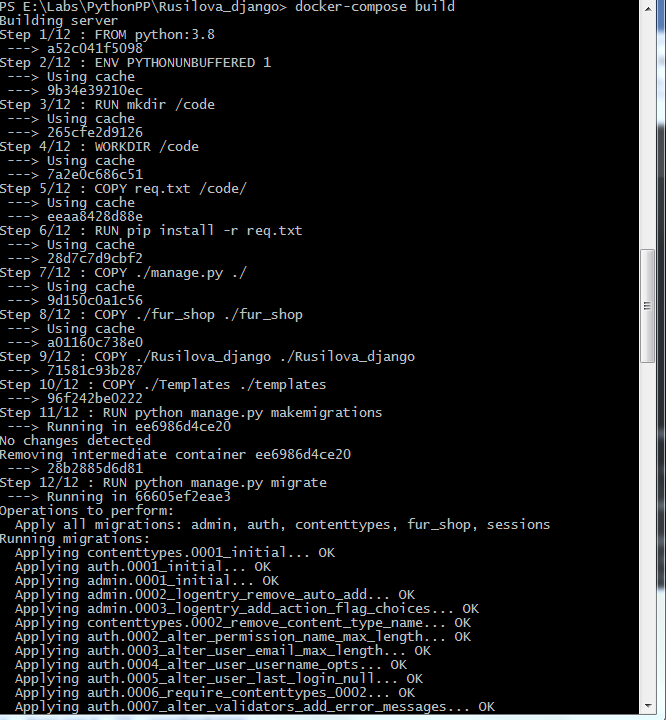 PS E:\Labs\PythonPP\Rusilova_django> docker-compose build
Building server
Step 1/12 : FROM python:3.8
 ---> a52c041f5098
Step 2/12 : ENV PYTHONUNBUFFERED 1
 ---> Using cache
 ---> 9b34e39210ec
Step 3/12 : RUN mkdir /code
 ---> Using cache
 ---> 265cfe2d9126
Step 4/12 : WORKDIR /code
 ---> Using cache
 ---> 7a2e0c686c51
Step 5/12 : COPY req.txt /code/
 ---> Using cache
 ---> eeaa8428d88e
Step 6/12 : RUN pip install -r req.txt
 ---> Using cache
 ---> 28d7c7d9cbf2
Step 7/12 : COPY ./manage.py ./
 ---> Using cache
 ---> 9d150c0a1c56
Step 8/12 : COPY ./fur_shop ./fur_shop
 ---> Using cache
 ---> a01160c738e0
Step 9/12 : COPY ./Rusilova_django ./Rusilova_django
 ---> 71581c93b287
Step 10/12 : COPY ./Templates ./templates
 ---> 96f242be0222
Step 11/12 : RUN python manage.py makemigrations
 ---> Running in ee6986d4ce20
No changes detected
Removing intermediate container ee6986d4ce20
 ---> 28b2885d6d81
Step 12/12 : RUN python manage.py migrate
 ---> Running in 66605ef2eae3
Operations to perform:
  Apply all migrations: admin, auth, contenttypes, fur_shop, sessions
Running migrations:
  Applying contenttypes.0001_initial... OK
  Applying auth.0001_initial... OK
  Applying admin.0001_initial... OK
  Applying admin.0002_logentry_remove_auto_add... OK
  Applying admin.0003_logentry_add_action_flag_choices... OK
  Applying contenttypes.0002_remove_content_type_name... OK
  Applying auth.0002_alter_permission_name_max_length... OK
  Applying auth.0003_alter_user_email_max_length... OK
  Applying auth.0004_alter_user_username_opts... OK
  Applying auth.0005_alter_user_last_login_null... OK
  Applying auth.0006_require_contenttypes_0002... OK
  Applying auth.0007_alter_validators_add_error_messages... OK